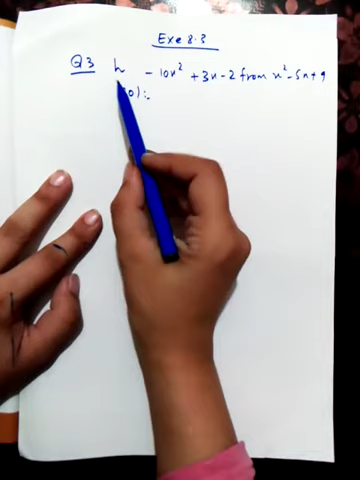 Exe 8.3
Q3 h -10x² + 3x - 2 from x² - 5x + 9
):